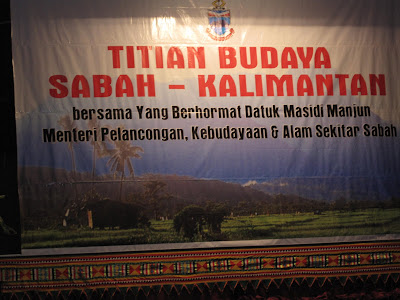 TITIAN BUDAYA
SABAH - KALIMANTAN
bersama Yang Berhormat Datuk Masidi Manjun
Menteri Pelancongan, Kebudayaan & Alam Sekitar Sabah